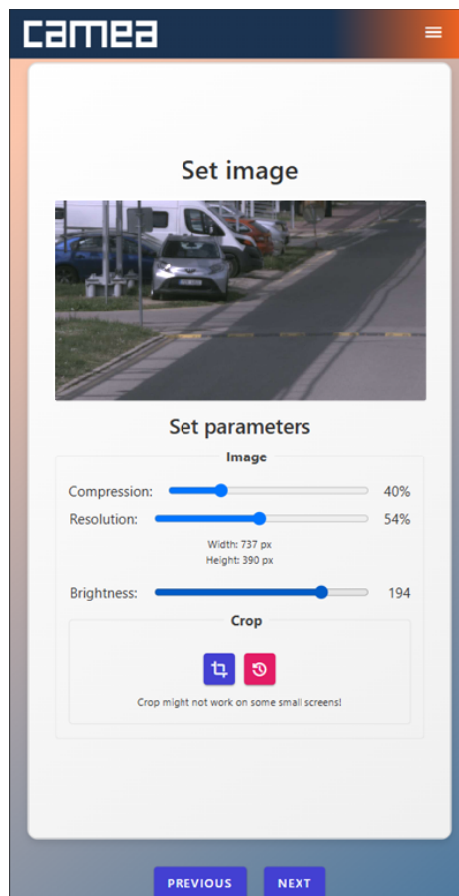 camea
Set image
Set parameters
Image
Compression: 40%
Resolution: 54%
Width: 737 px
Height: 390 px
Brightness: 194
Crop
Crop might not work on some small screens!
PREVIOUS NEXT